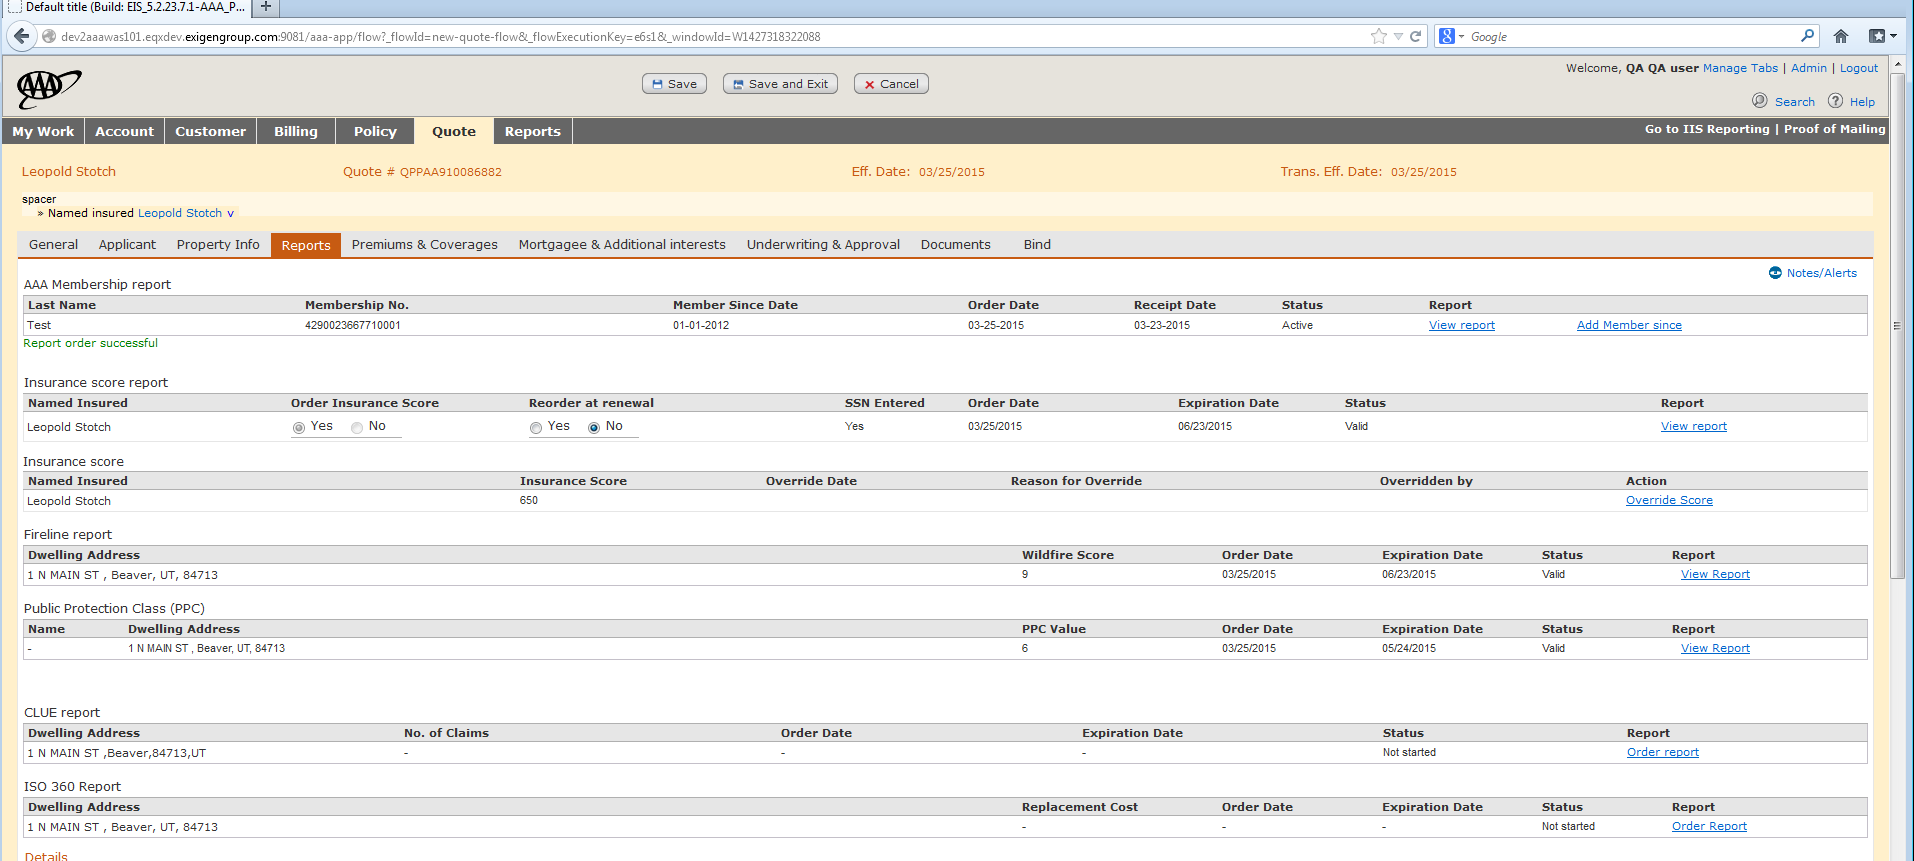 Default title (Build: EIS_5.2.23.7.1-AAA_P... +
dev2aaawas101.eqxdev.exigengroup.com:9081/aaa-app/flow?_flowId=new-quote-flow&_flowExecutionKey=e6s1&_windowId=W1427318322088 Google
AAA Save Save and Exit Cancel Welcome, QA QA user Manage Tabs | Admin | Logout
Search Help
My Work Account Customer Billing Policy Quote Reports Go to IIS Reporting | Proof of Mailing
Leopold Stotch Quote # QPPAA910086882 Eff. Date: 03/25/2015 Trans. Eff. Date: 03/25/2015
spacer
» Named insured Leopold Stotch v
General Applicant Property Info Reports Premiums & Coverages Mortgagee & Additional interests Underwriting & Approval Documents Bind
Notes/Alerts
AAA Membership report
Last Name Membership No. Member Since Date Order Date Receipt Date Status Report
Test 4290023667710001 01-01-2012 03-25-2015 03-23-2015 Active View report Add Member since
Report order successful
Insurance score report
Named Insured Order Insurance Score Reorder at renewal SSN Entered Order Date Expiration Date Status Report
Leopold Stotch Yes No Yes No Yes 03/25/2015 06/23/2015 Valid View report
Insurance score
Named Insured Insurance Score Override Date Reason for Override Overridden by Action
Leopold Stotch 650 Override Score
Fireline report
Dwelling Address Wildfire Score Order Date Expiration Date Status Report
1 N MAIN ST , Beaver, UT, 84713 9 03/25/2015 06/23/2015 Valid View Report
Public Protection Class (PPC)
Name Dwelling Address PPC Value Order Date Expiration Date Status Report
- 1 N MAIN ST , Beaver, UT, 84713 6 03/25/2015 05/24/2015 Valid View Report
CLUE report
Dwelling Address No. of Claims Order Date Expiration Date Status Report
1 N MAIN ST ,Beaver,84713,UT - - - Not started Order report
ISO 360 Report
Dwelling Address Replacement Cost Order Date Expiration Date Status Report
1 N MAIN ST , Beaver, UT, 84713 - - - Not started Order Report
Details